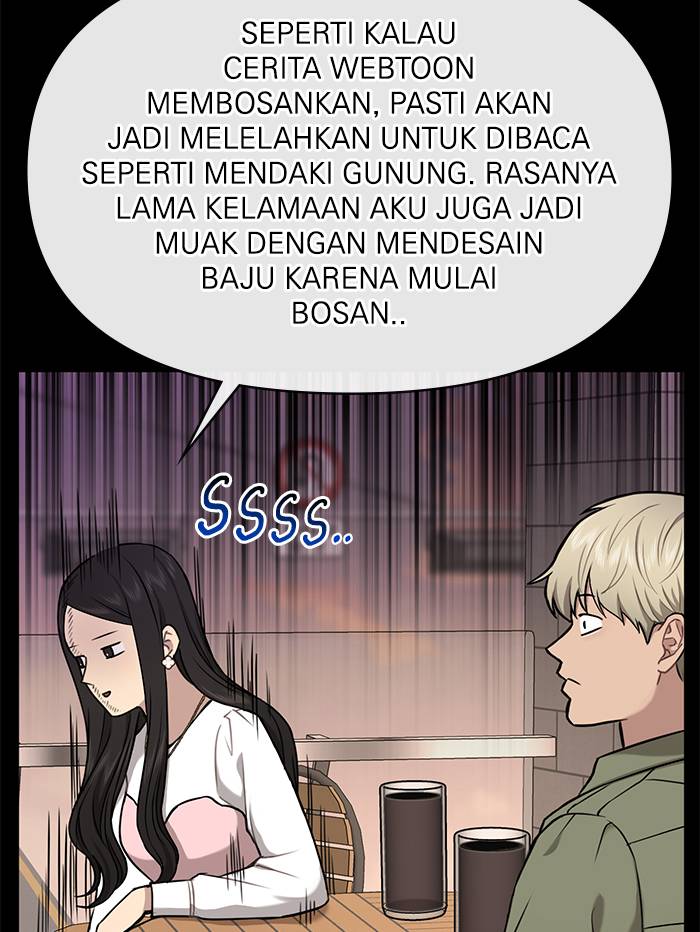 SEPERTI KALAU
CERITA WEBTOON
MEMBOSANKAN, PASTI AKAN
JADI MELELAHKAN UNTUK DIBACA
SEPERTI MENDAKI GUNUNG. RASANYA
LAMA KELAMAAN AKU JUGA JADI
MUAK DENGAN MENDESAIN
BAJU KARENA MULAI
BOSAN..
SSSS..